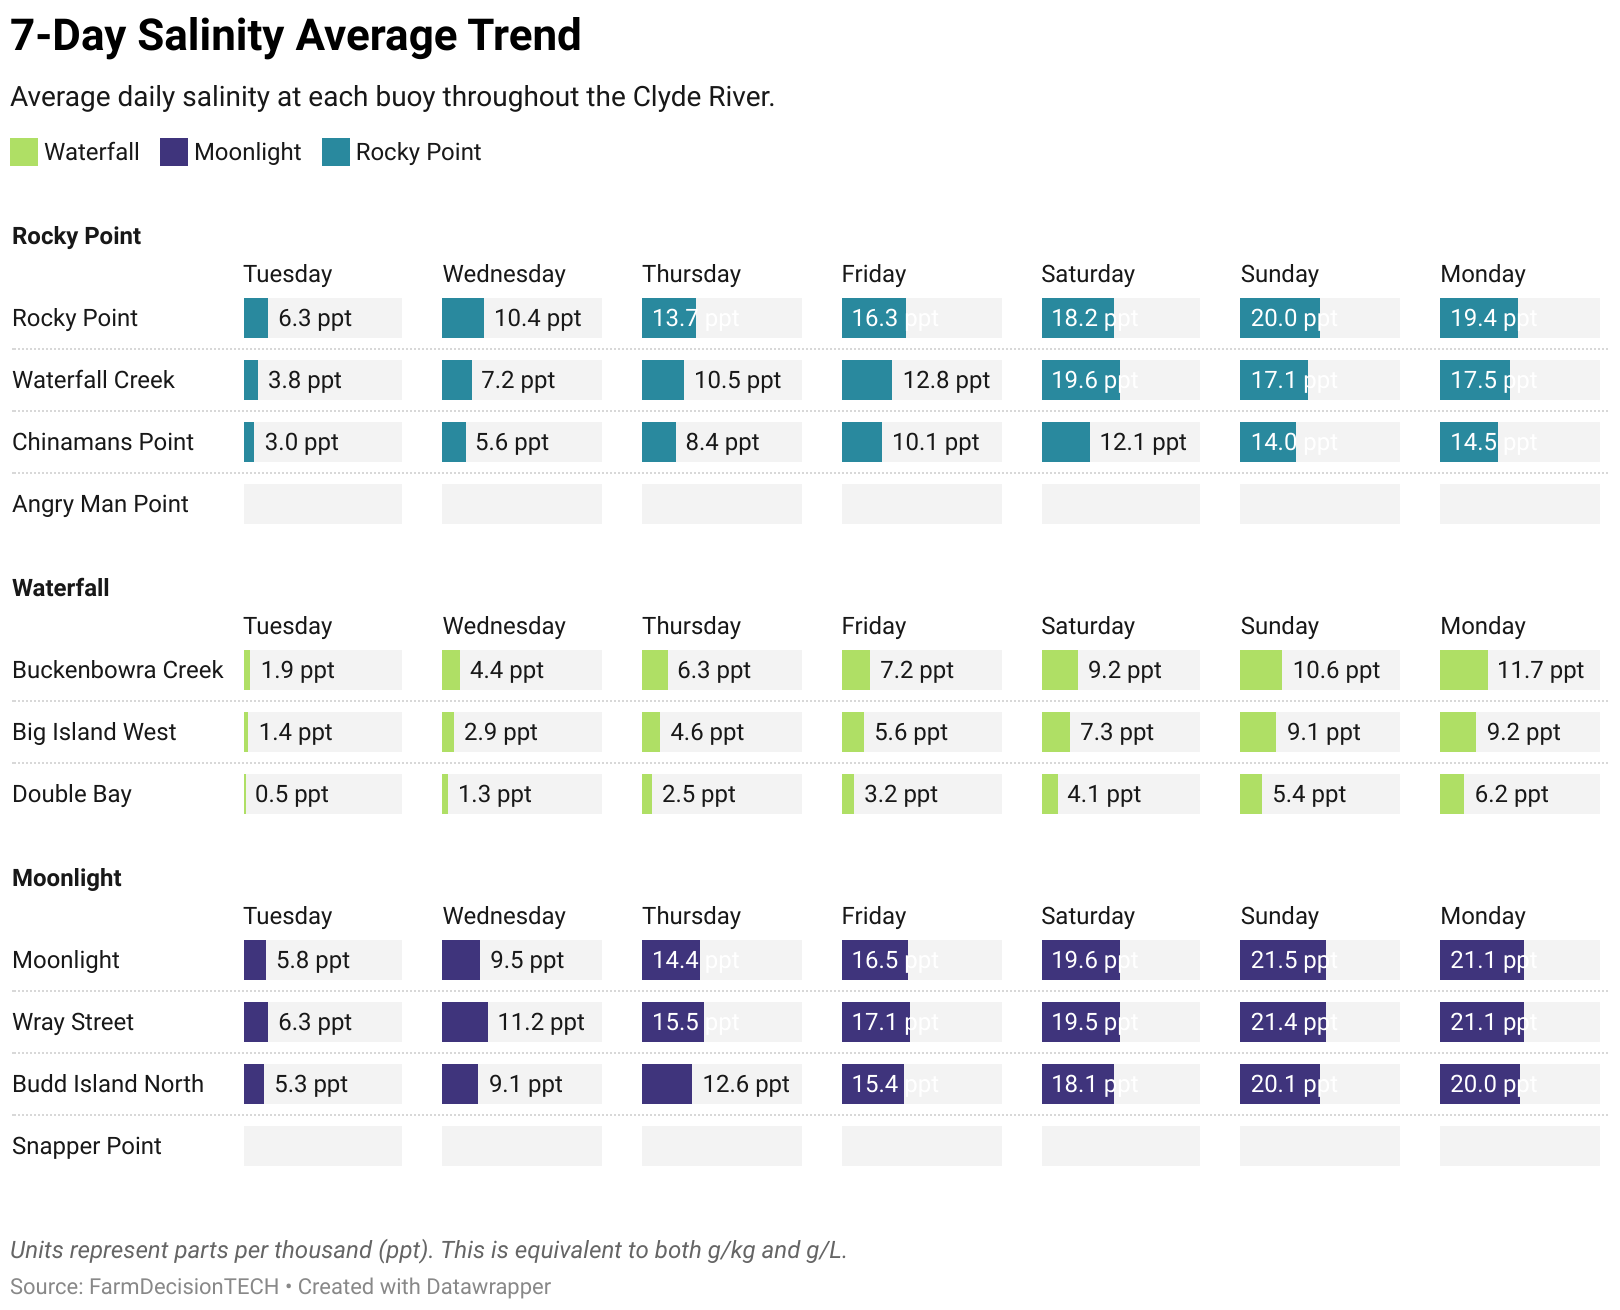 7-Day Salinity Average Trend
Average daily salinity at each buoy throughout the Clyde River.
Waterfall Moonlight Rocky Point
Rocky Point
Tuesday Wednesday Thursday Friday Saturday Sunday Monday
Rocky Point 6.3 ppt 10.4 ppt 13.7 ppt 16.3 ppt 18.2 ppt 20.0 ppt 19.4 ppt
Waterfall Creek 3.8 ppt 7.2 ppt 10.5 ppt 12.8 ppt 19.6 ppt 17.1 ppt 17.5 ppt
Chinamans Point 3.0 ppt 5.6 ppt 8.4 ppt 10.1 ppt 12.1 ppt 14.0 ppt 14.5 ppt
Angry Man Point
Waterfall
Tuesday Wednesday Thursday Friday Saturday Sunday Monday
Buckenbowra Creek 1.9 ppt 4.4 ppt 6.3 ppt 7.2 ppt 9.2 ppt 10.6 ppt 11.7 ppt
Big Island West 1.4 ppt 2.9 ppt 4.6 ppt 5.6 ppt 7.3 ppt 9.1 ppt 9.2 ppt
Double Bay 0.5 ppt 1.3 ppt 2.5 ppt 3.2 ppt 4.1 ppt 5.4 ppt 6.2 ppt
Moonlight
Tuesday Wednesday Thursday Friday Saturday Sunday Monday
Moonlight 5.8 ppt 9.5 ppt 14.4 ppt 16.5 ppt 19.6 ppt 21.5 ppt 21.1 ppt
Wray Street 6.3 ppt 11.2 ppt 15.5 ppt 17.1 ppt 19.5 ppt 21.4 ppt 21.1 ppt
Budd Island North 5.3 ppt 9.1 ppt 12.6 ppt 15.4 ppt 18.1 ppt 20.1 ppt 20.0 ppt
Snapper Point
Units represent parts per thousand (ppt). This is equivalent to both g/kg and g/L.
Source: FarmDecisionTECH • Created with Datawrapper